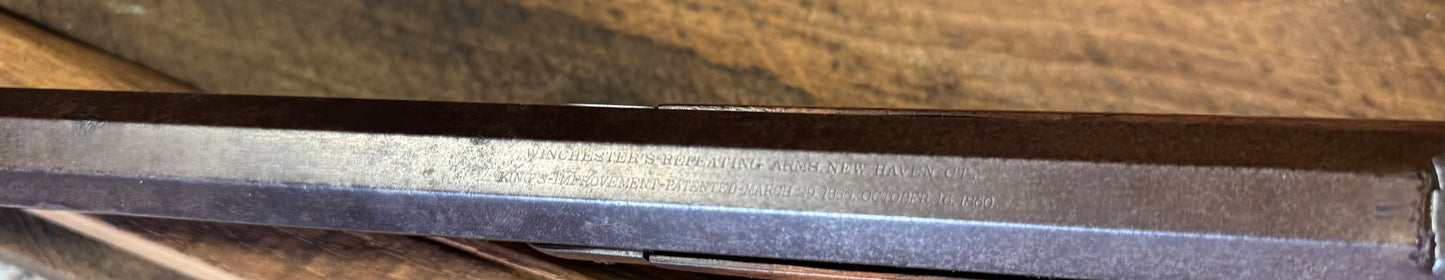 WINCHESTER'S-REPEATING ARMS. NEW HAVEN. CT.
KING'S-IMPROVEMENT-PATENTED-MARCH 29, 1866. OCTOBER 16, 1860